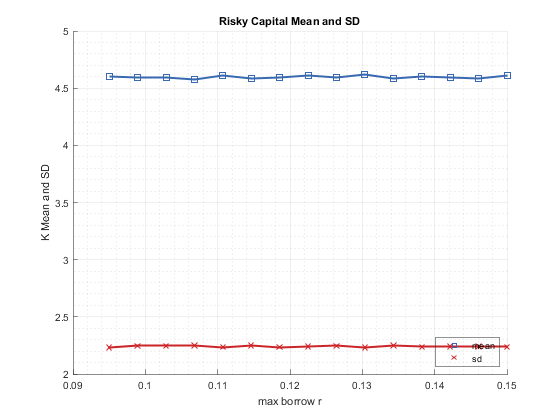 Risky Capital Mean and SD
K Mean and SD
5
4.5
4
3.5
3
2.5
2
mean
sd
0.09
0.1
0.11
0.12
0.13
0.14
0.15
max borrow r